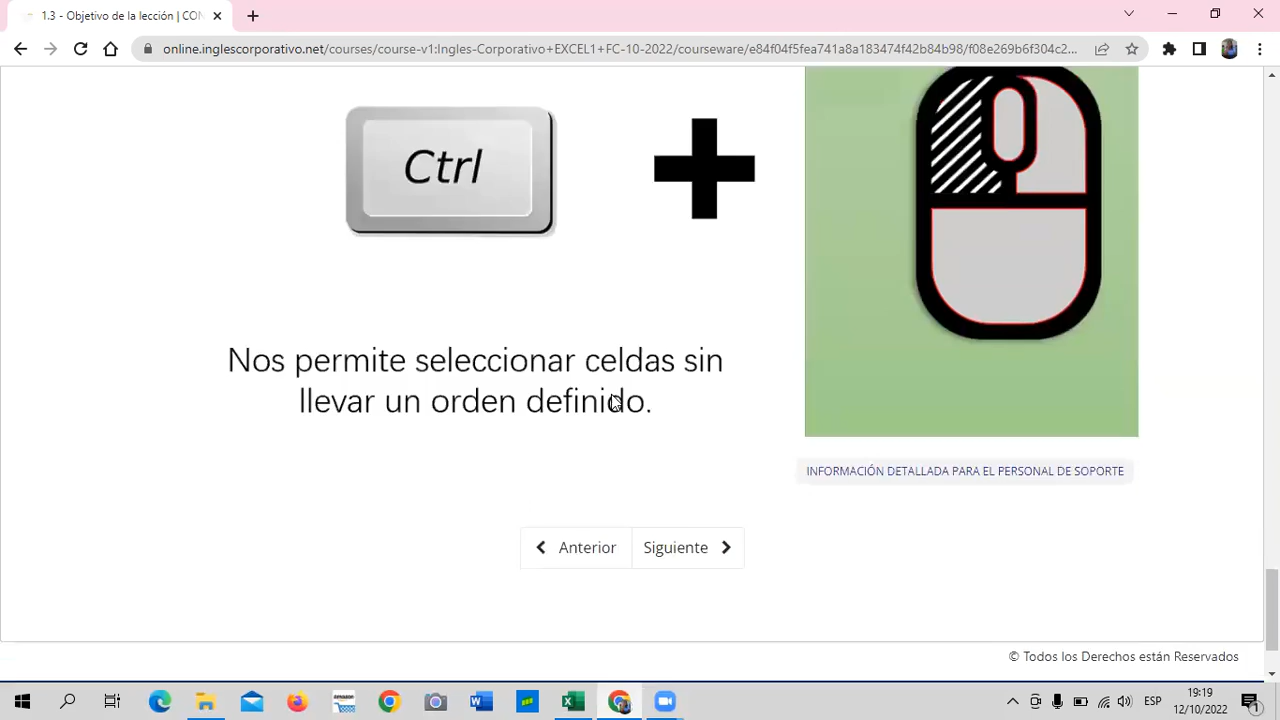 1.3 - Objetivo de la lección | CON
online.inglescorporativo.net/courses/course-v1:Ingles-Corporativo+EXCEL1+FC-10-2022/courseware/e84f04f5fea741a8a183474f42b84b98/f08e269b6f304c2...
Ctrl
Nos permite seleccionar celdas sin
llevar un orden definido.
INFORMACIÓN DETALLADA PARA EL PERSONAL DE SOPORTE
Anterior
Siguiente
© Todos los Derechos están Reservados
ESP
19:19
12/10/2022